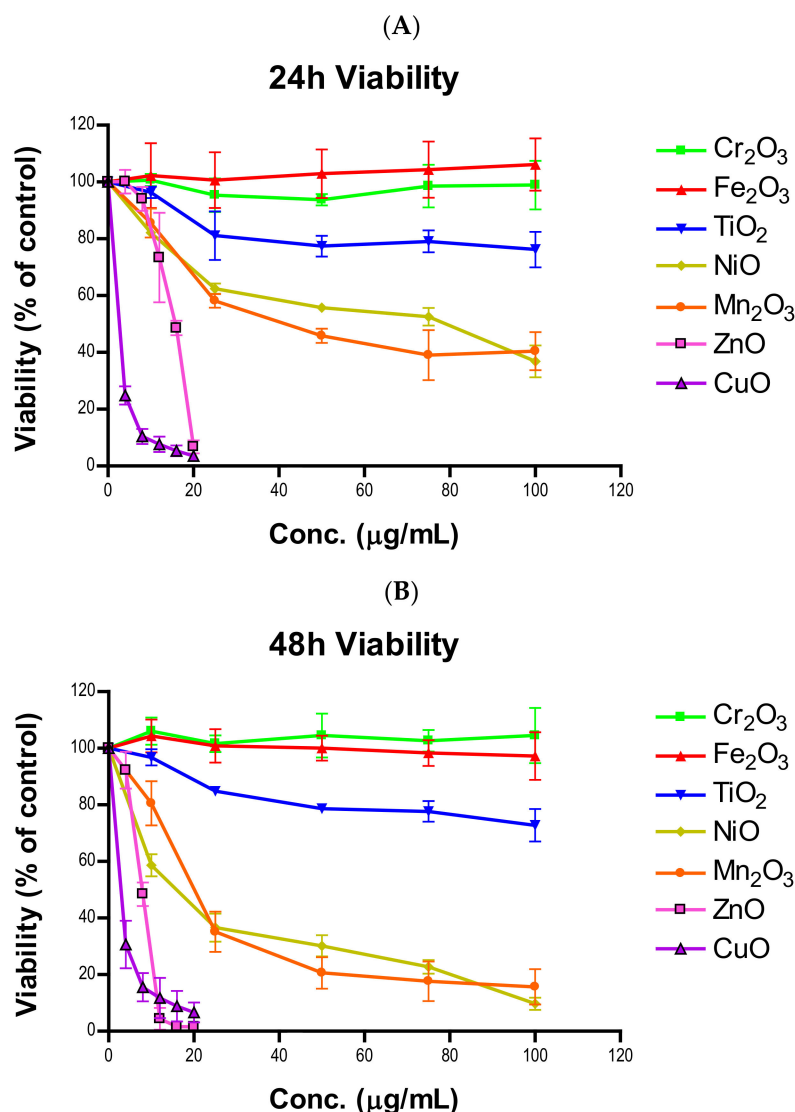 (A)
24h Viability
Viability (% of control)
120
100
80
60
40
20
0
0 20 40 60 80 100 120
Conc. (μg/mL)
Cr₂O₃
Fe₂O₃
TiO₂
NiO
Mn₂O₃
ZnO
CuO
(B)
48h Viability
Viability (% of control)
120
100
80
60
40
20
0
0 20 40 60 80 100 120
Conc. (μg/mL)
Cr₂O₃
Fe₂O₃
TiO₂
NiO
Mn₂O₃
ZnO
CuO